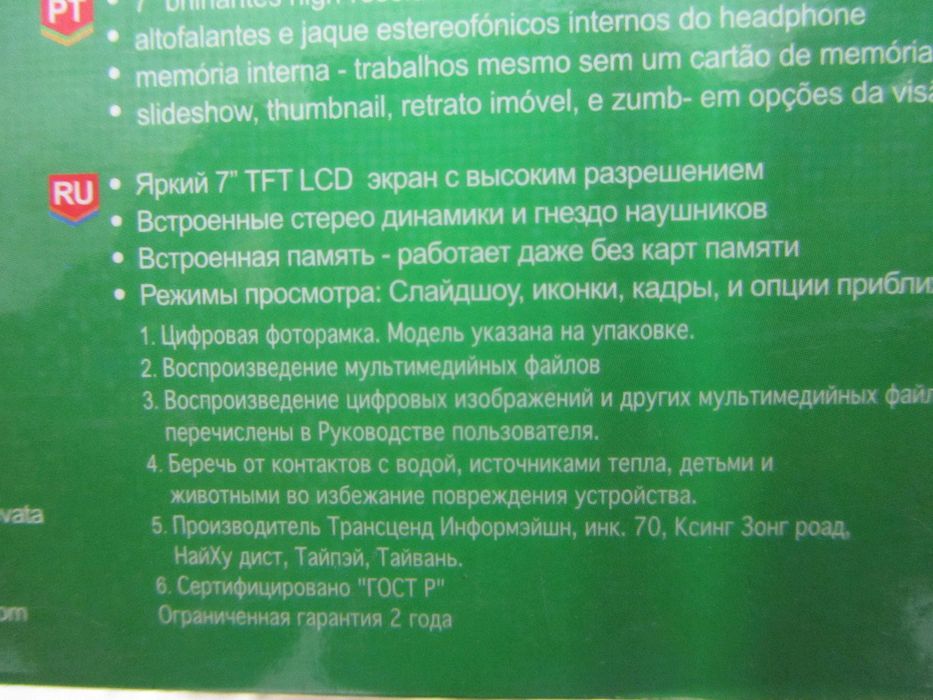 PT
altofalantes e jaque estereofónicos internos do headphone
memória interna - trabalhos mesmo sem um cartão de memória
slideshow, thumbnail, retrato imóvel, e zumb- em opções da
RU
• Яркий 7" TFT LCD экран с высоким разрешением
• Встроенные стерео динамики и гнездо наушников
• Встроенная память - работает даже без карт памяти
• Режимы просмотра: Слайдшоу, иконки, кадры, и опции
1. Цифровая фоторамка. Модель указана на упаковке.
2. Воспроизведение мультимедийных файлов
3. Воспроизведение цифровых изображений и других мультимедийных
перечислены в Руководстве пользователя.
4. Беречь от контактов с водой, источниками тепла, детьми и
животными во избежание повреждения устройства.
5. Производитель Трансценд Информэйшн, инк. 70, Ксинг Зонг роад,
НайХу дист, Тайпэй, Тайвань.
6. Сертифицировано "ГОСТ Р"
Ограниченная гарантия 2 года